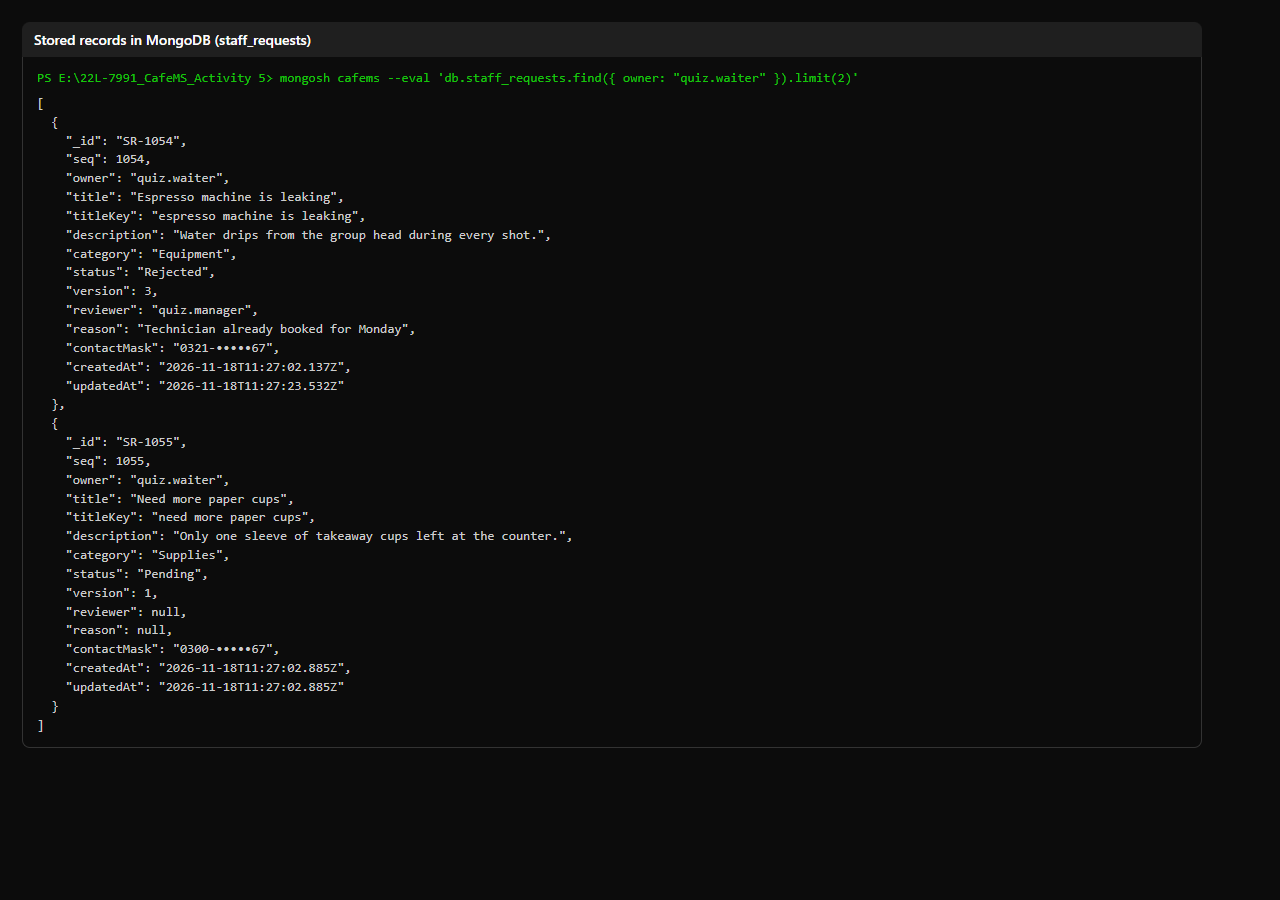 Stored records in MongoDB (staff_requests)
PS E:\22L-7991_CafeMS_Activity 5> mongosh cafems --eval 'db.staff_requests.find({ owner: "quiz.waiter" }).limit(2)'
[
  {
    "_id": "SR-1054",
    "seq": 1054,
    "owner": "quiz.waiter",
    "title": "Espresso machine is leaking",
    "titleKey": "espresso machine is leaking",
    "description": "Water drips from the group head during every shot.",
    "category": "Equipment",
    "status": "Rejected",
    "version": 3,
    "reviewer": "quiz.manager",
    "reason": "Technician already booked for Monday",
    "contactMask": "0321-•••••67",
    "createdAt": "2026-11-18T11:27:02.137Z",
    "updatedAt": "2026-11-18T11:27:23.532Z"
  },
  {
    "_id": "SR-1055",
    "seq": 1055,
    "owner": "quiz.waiter",
    "title": "Need more paper cups",
    "titleKey": "need more paper cups",
    "description": "Only one sleeve of takeaway cups left at the counter.",
    "category": "Supplies",
    "status": "Pending",
    "version": 1,
    "reviewer": null,
    "reason": null,
    "contactMask": "0300-•••••67",
    "createdAt": "2026-11-18T11:27:02.885Z",
    "updatedAt": "2026-11-18T11:27:02.885Z"
  }
]